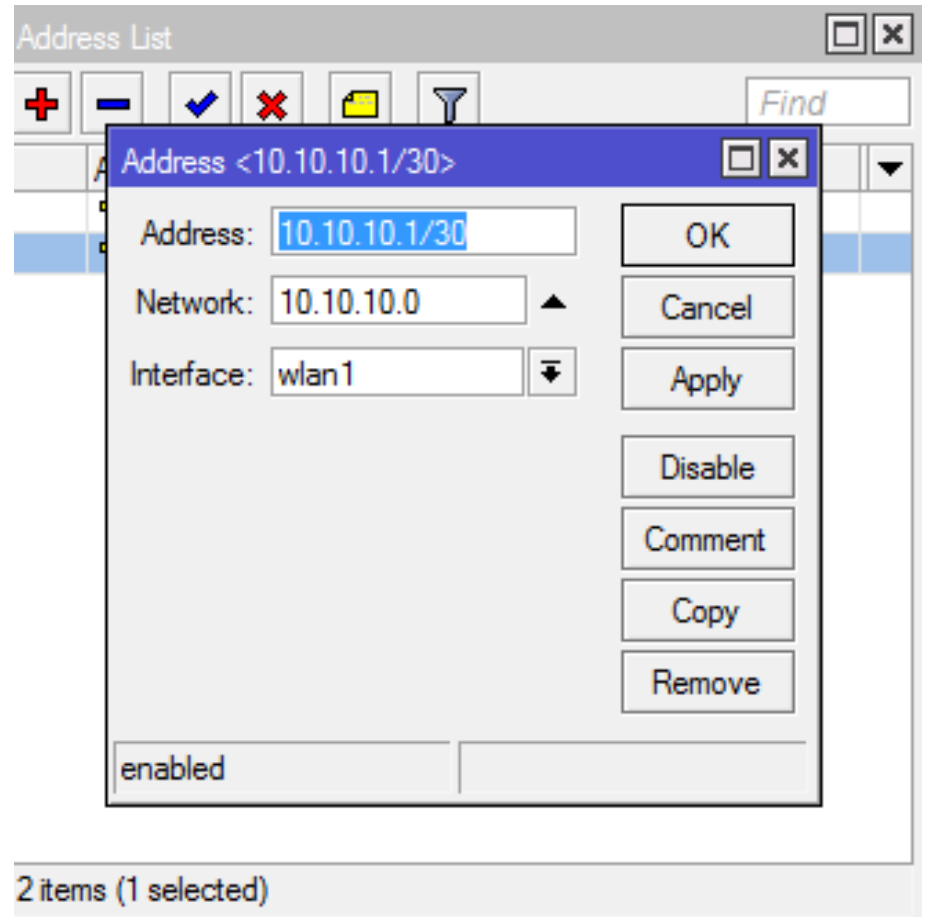 Address List
Find
A
Address <10.10.10.1/30>
Address: 10.10.10.1/30
OK
Network: 10.10.10.0
Cancel
Interface: wlan1
Apply
Disable
Comment
Copy
Remove
enabled
2 items (1 selected)